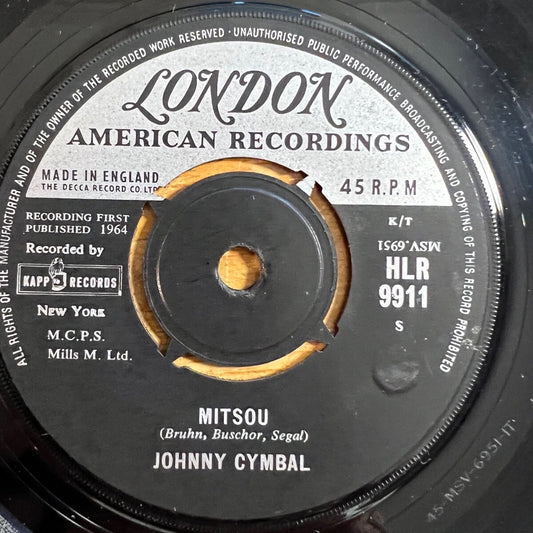 ALL RIGHTS OF THE MANUFACTURER AND OF THE OWNER OF THE RECORDED WORK RESERVED - UNAUTHORISED PUBLIC PERFORMANCE BROADCASTING AND COPYING OF THIS RECORD PROHIBITED
LONDON
AMERICAN RECORDINGS
MADE IN ENGLAND
THE DECCA RECORD CO. LTD
45 R.P.M
RECORDING FIRST
PUBLISHED 1964
Recorded by
KAPP RECORDS
NEW YORK
M.C.P.S.
Mills M. Ltd.
K/T
MSV.6951
HLR
9911
S
MITSOU
(Bruhn, Buschor, Segal)
JOHNNY CYMBAL
45-MSV-6951-1T